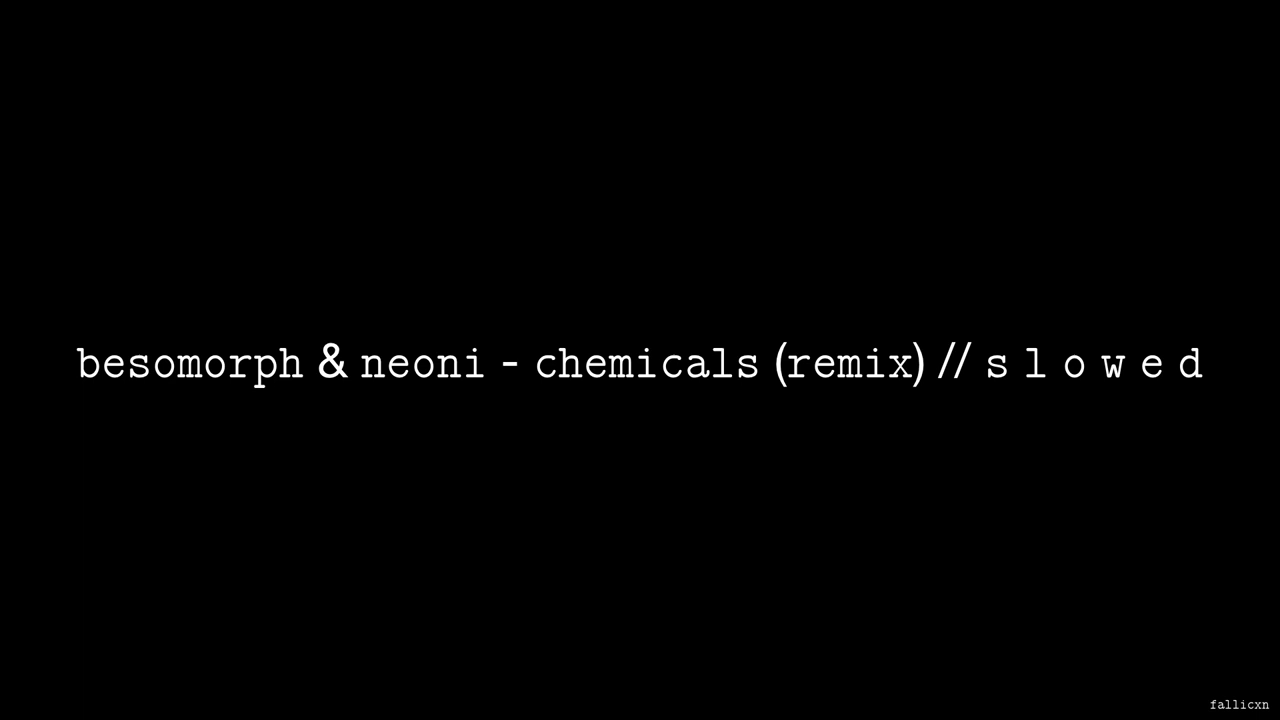 besomorph & neoni - chemicals (remix) // s l o w e d
fallicxn